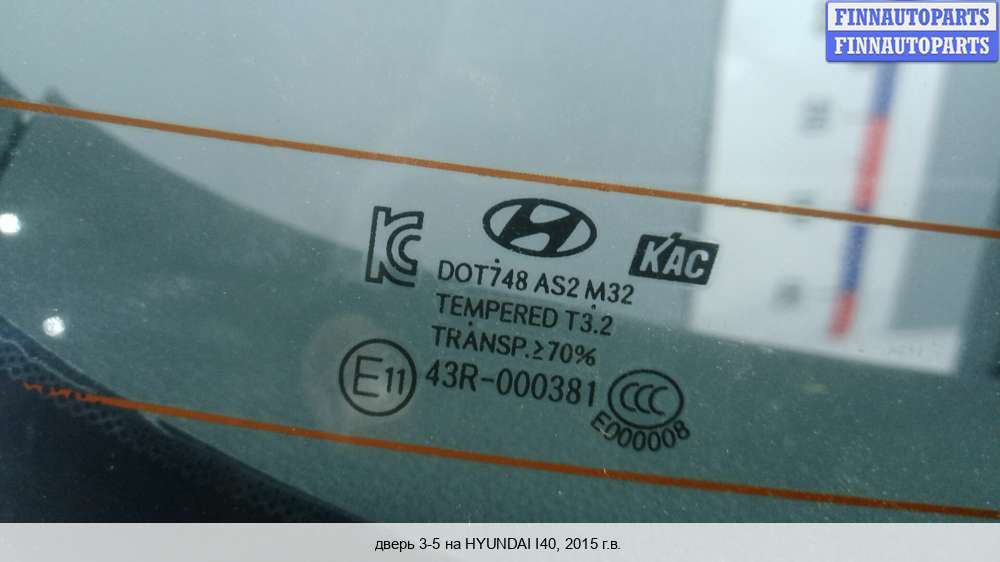 FINNAUTOPARTS
FINNAUTOPARTS
KC
KAC
DOT748 AS2 M32
TEMPERED T3.2
TRANSP.≥70%
E11 43R-000381 CCC
E000008
дверь 3-5 на HYUNDAI I40, 2015 г.в.